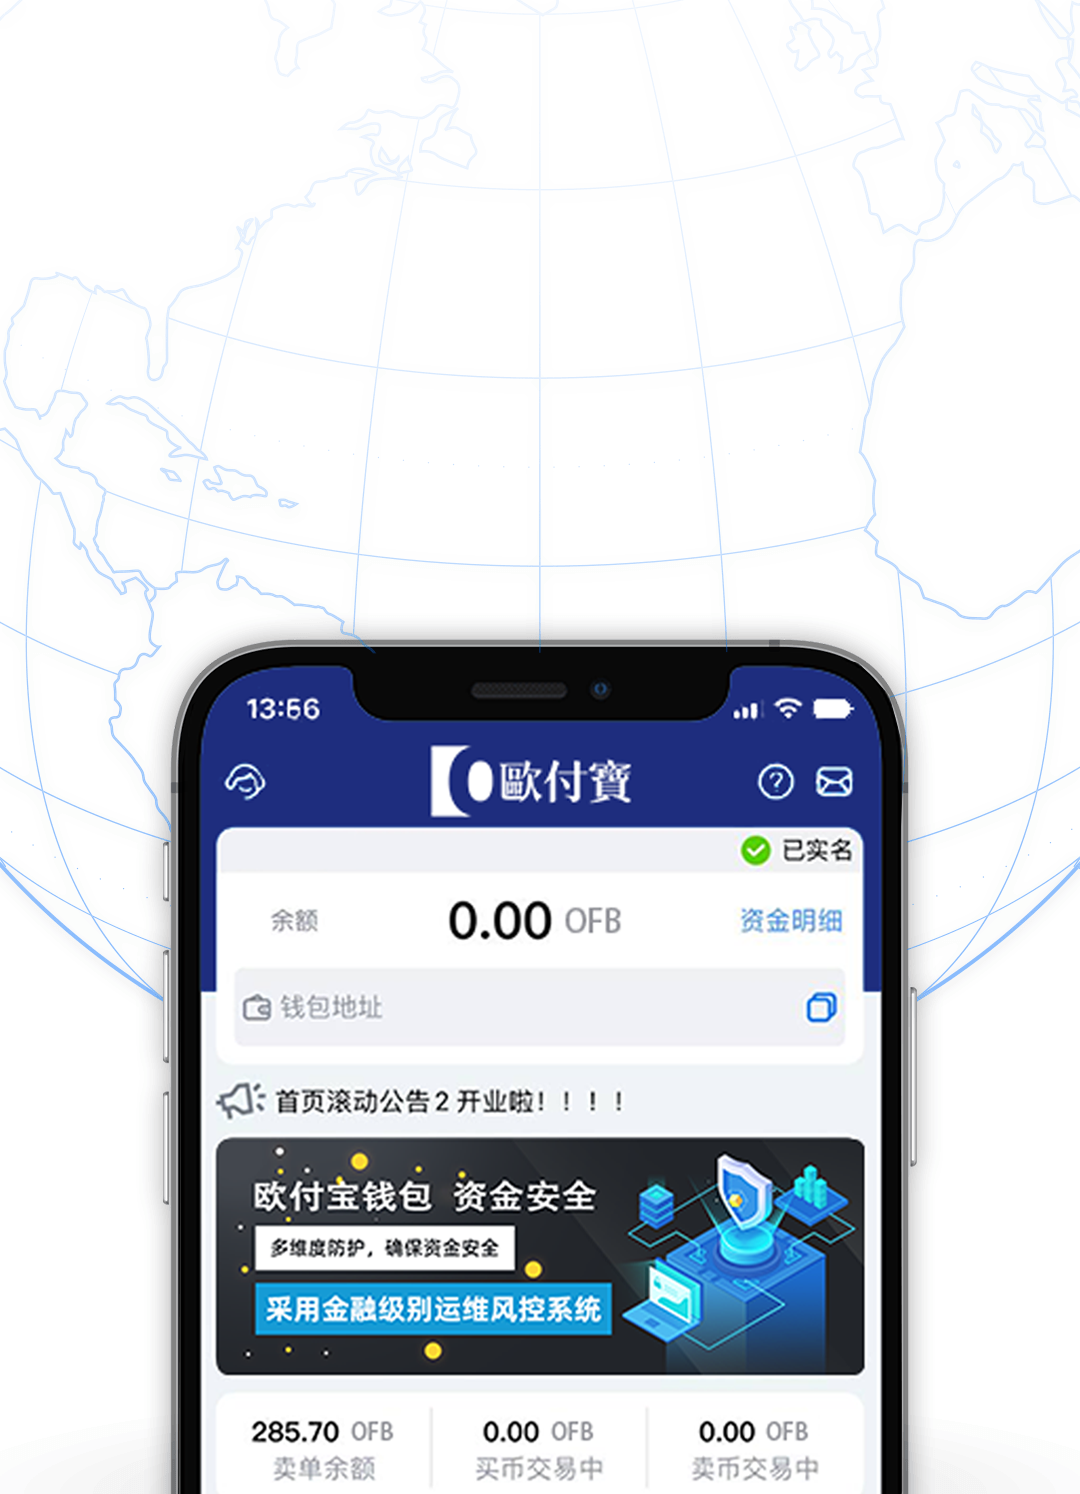 13:56
歐付寶
已实名
余额 0.00 OFB 资金明细
钱包地址
首页滚动公告2 开业啦！！！！
欧付宝钱包 资金安全
多维度防护，确保资金安全
采用金融级别运维风控系统
285.70 OFB 0.00 OFB 0.00 OFB
卖单余额 买币交易中 卖币交易中